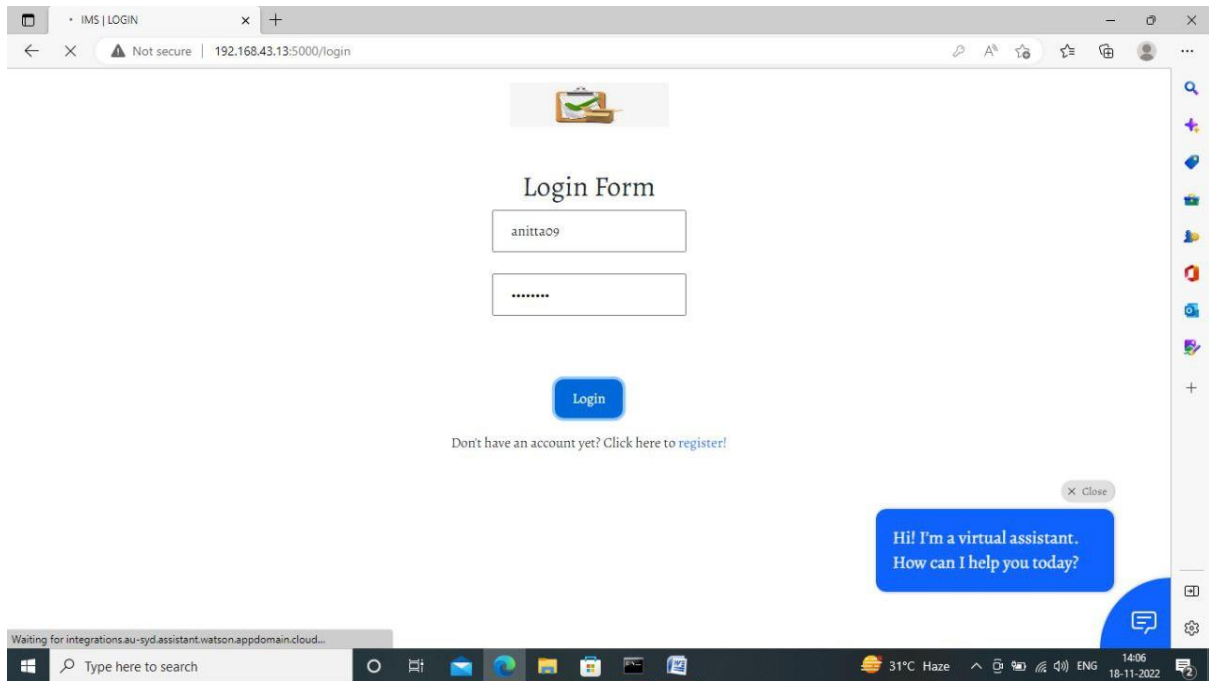 IMS | LOGIN
Not secure | 192.168.43.13:5000/login
Login Form
anitta09
••••••••
Login
Don't have an account yet? Click here to register!
× Close
Hi! I'm a virtual assistant.
How can I help you today?
Waiting for integrations.au-syd.assistant.watson.appdomain.cloud...
Type here to search
31°C Haze
ENG
14:06
18-11-2022
2